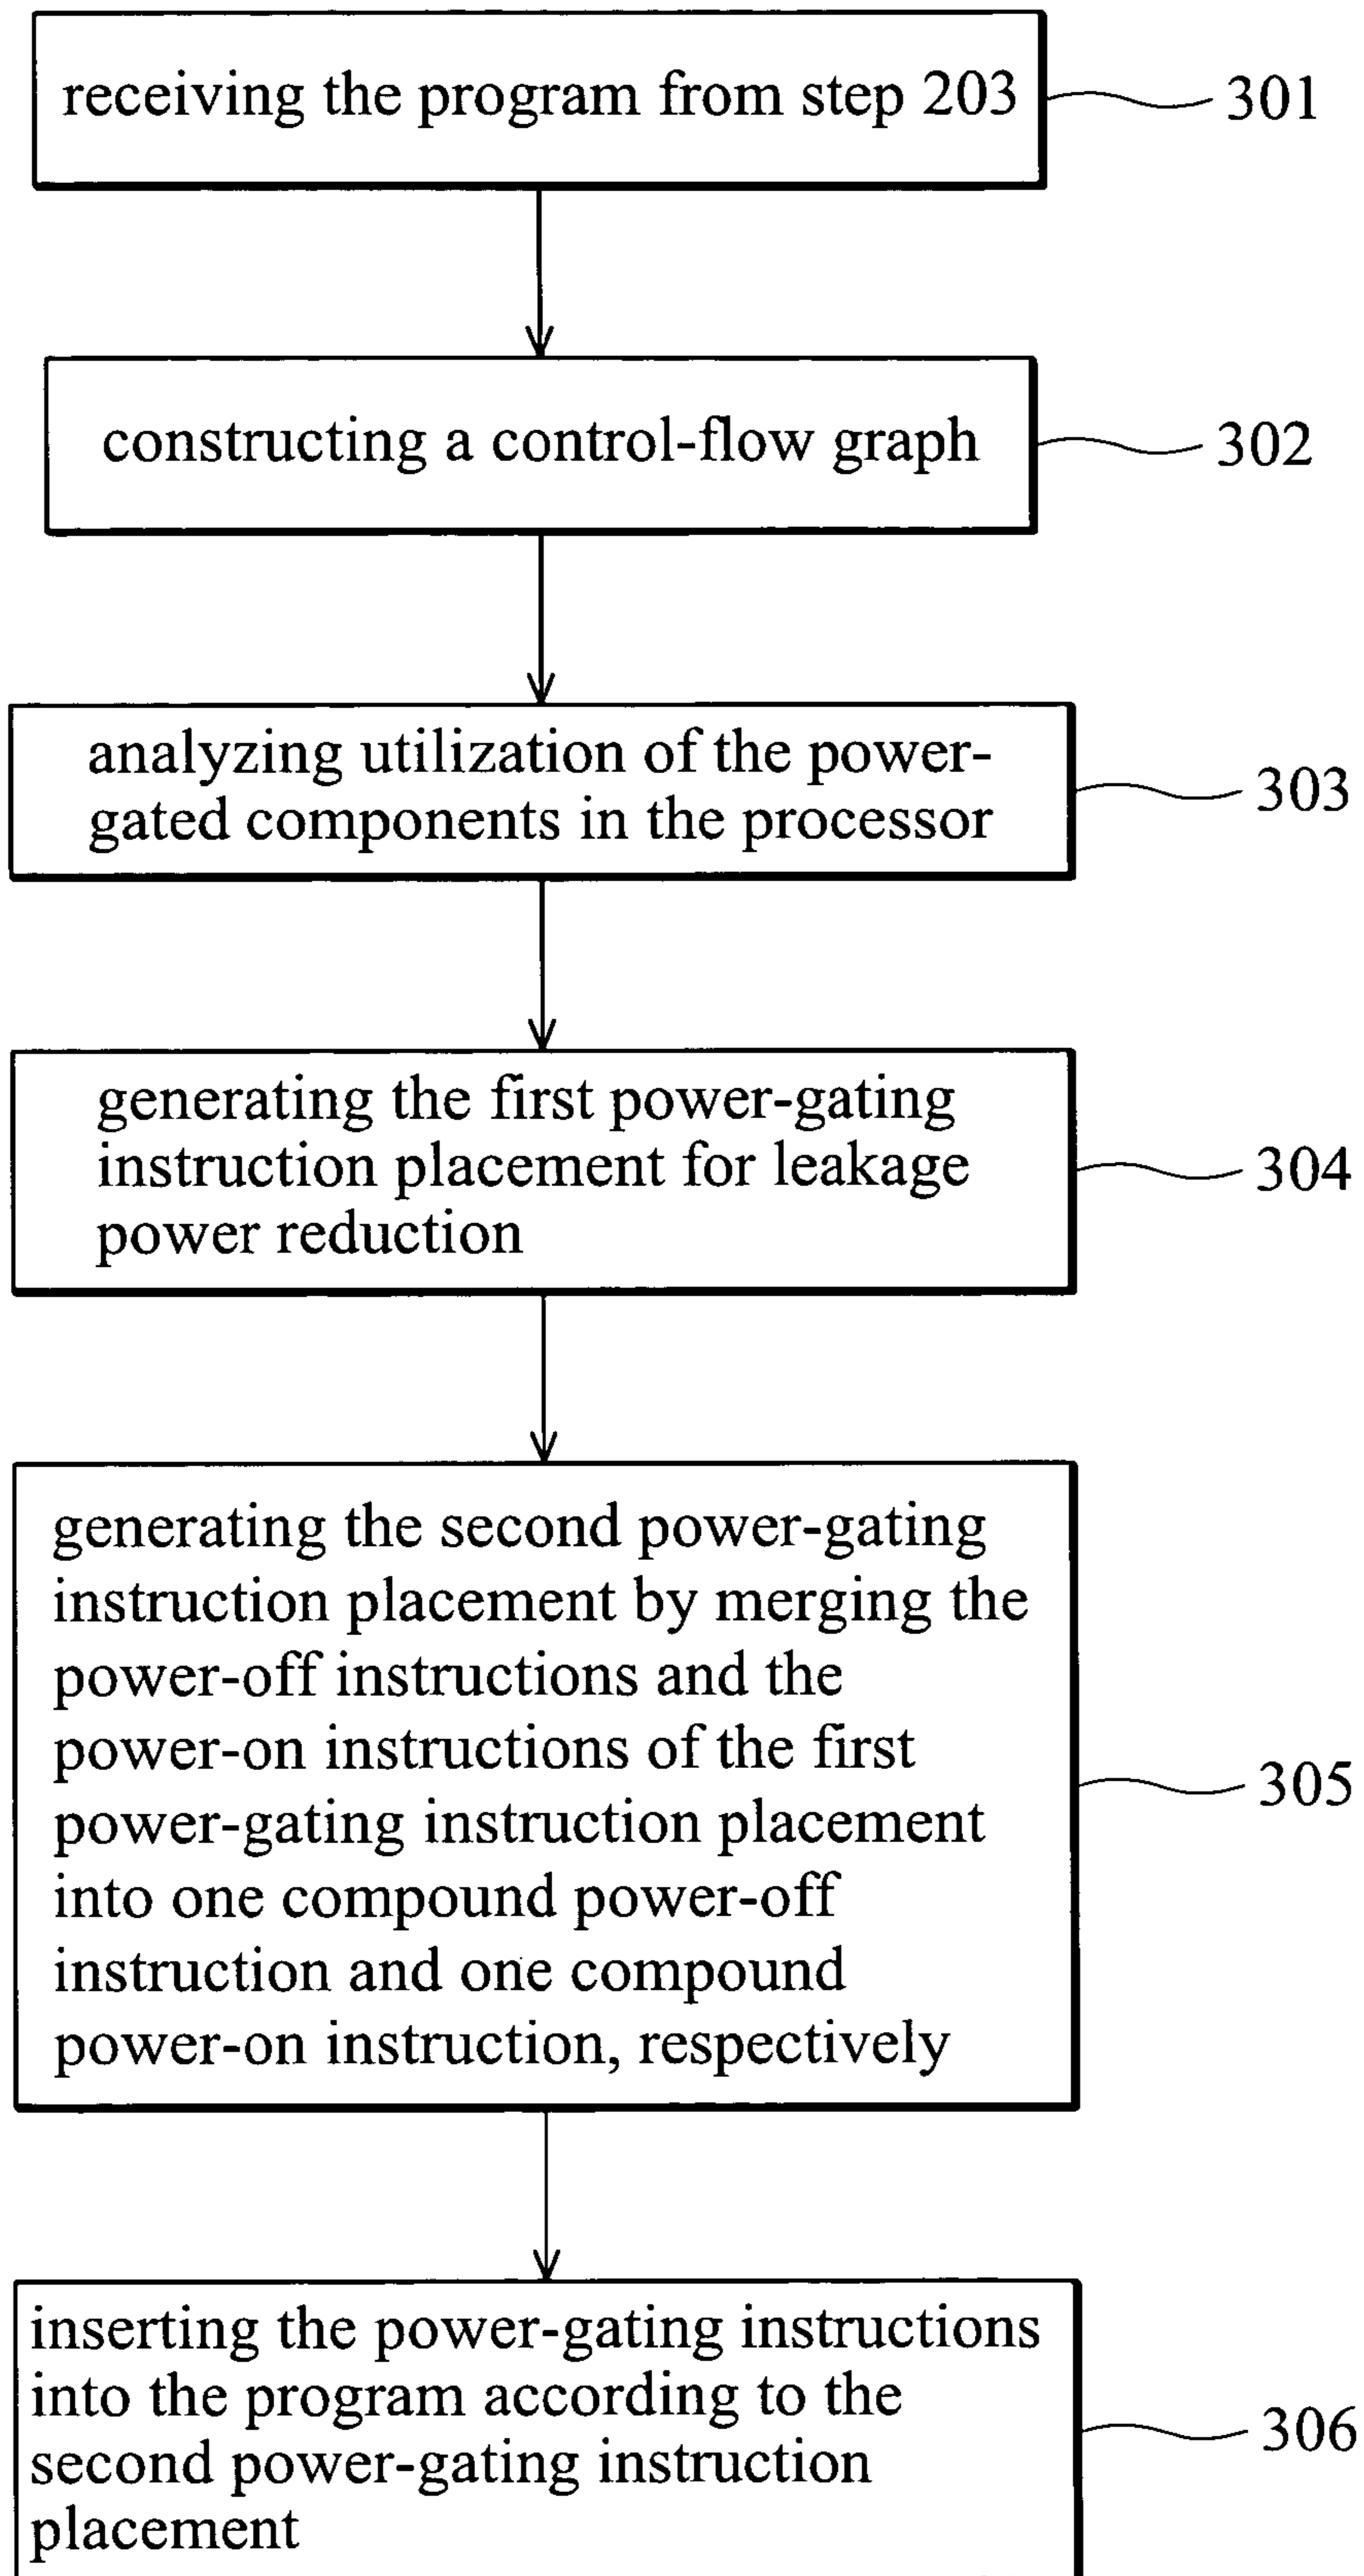 receiving the program from step 203
301
constructing a control-flow graph
302
analyzing utilization of the power-
gated components in the processor
303
generating the first power-gating
instruction placement for leakage
power reduction
304
generating the second power-gating
instruction placement by merging the
power-off instructions and the
power-on instructions of the first
power-gating instruction placement
into one compound power-off
instruction and one compound
power-on instruction, respectively
305
inserting the power-gating instructions
into the program according to the
second power-gating instruction
placement
306